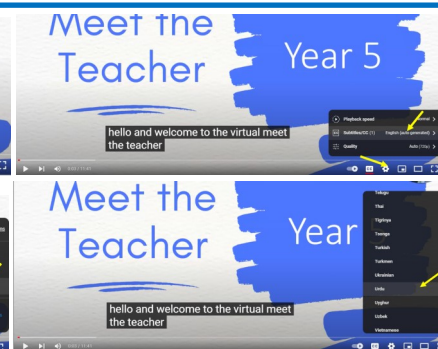 Meet the
Teacher
Year 5
hello and welcome to the virtual meet
the teacher
Playback speed
Normal
Subtitles/CC (1) English (auto-generated)
Quality
Auto
Meet the
Teacher
Year
hello and welcome to the virtual meet
the teacher
Telugu
Thai
Tigrinya
Tsonga
Turkish
Turkmen
Ukrainian
Urdu
Uyghur
Uzbek
Vietnamese